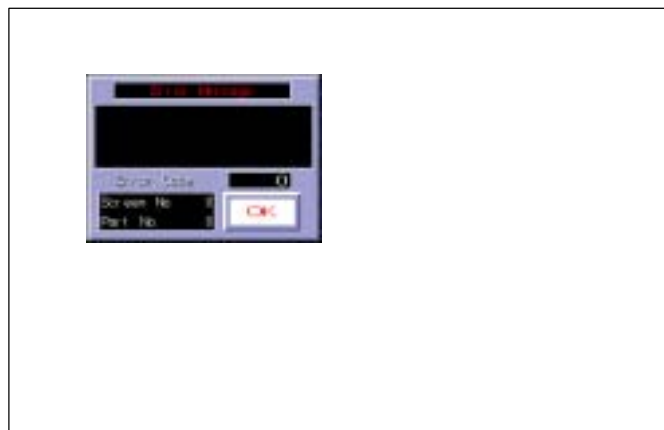 Error Message
Error Code 0
Screen No 0
Part No 0
OK